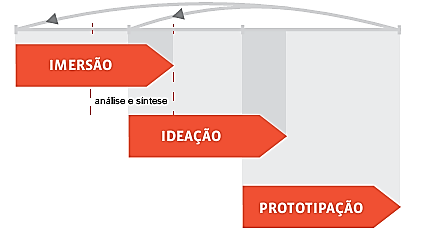 IMERSÃO
análise e síntese
IDEAÇÃO
PROTOTIPAÇÃO